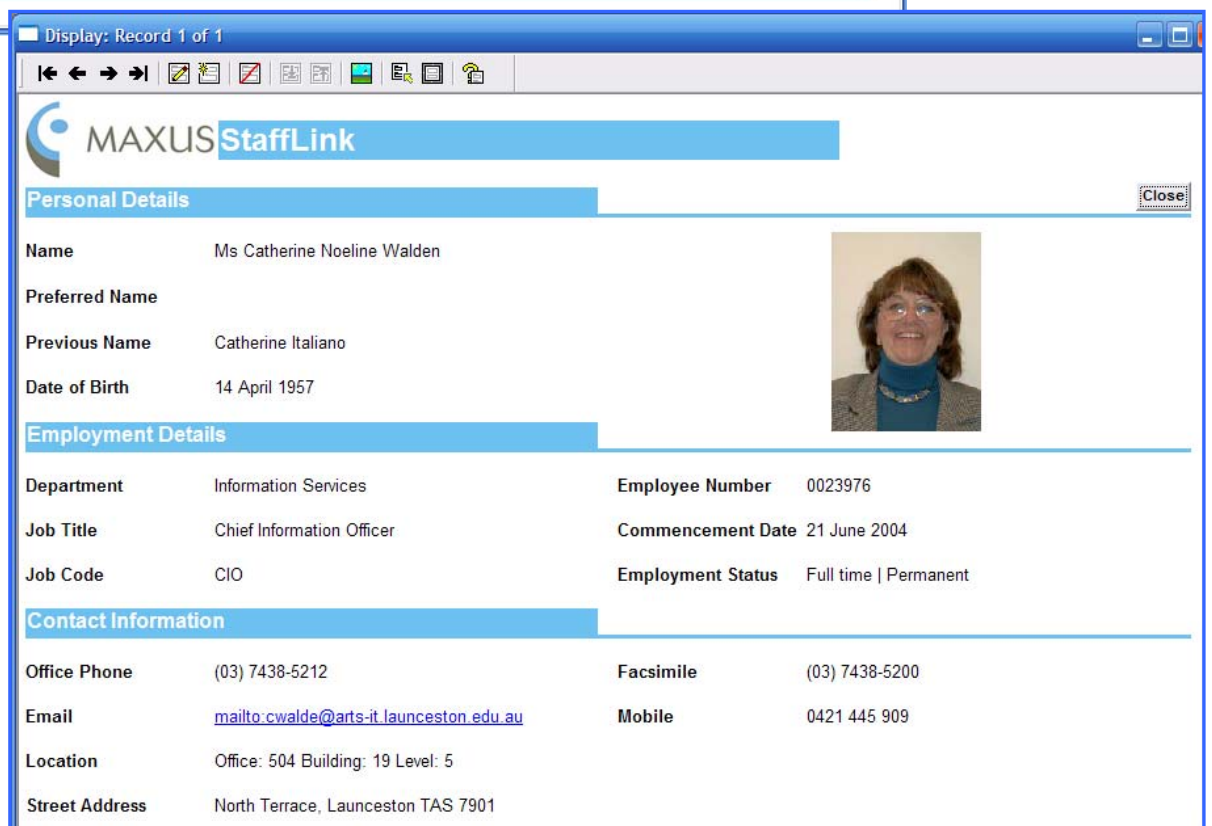 Display: Record 1 of 1
MAXUS StaffLink
Personal Details
Close
Name Ms Catherine Noeline Walden
Preferred Name
Previous Name Catherine Italiano
Date of Birth 14 April 1957
Employment Details
Department Information Services Employee Number 0023976
Job Title Chief Information Officer Commencement Date 21 June 2004
Job Code CIO Employment Status Full time | Permanent
Contact Information
Office Phone (03) 7438-5212 Facsimile (03) 7438-5200
Email mailto:cwalde@arts-it.launceston.edu.au Mobile 0421 445 909
Location Office: 504 Building: 19 Level: 5
Street Address North Terrace, Launceston TAS 7901